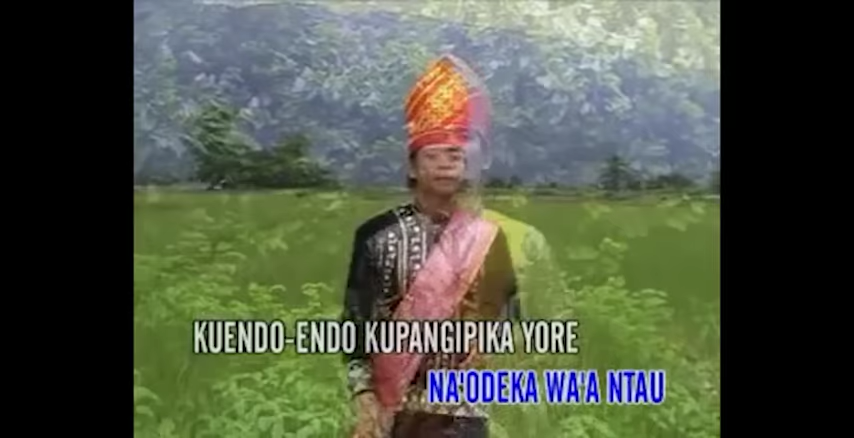 KUENDO-ENDO KUPANGIPIKA YORE
NA'ODEKA WA'A NTAU